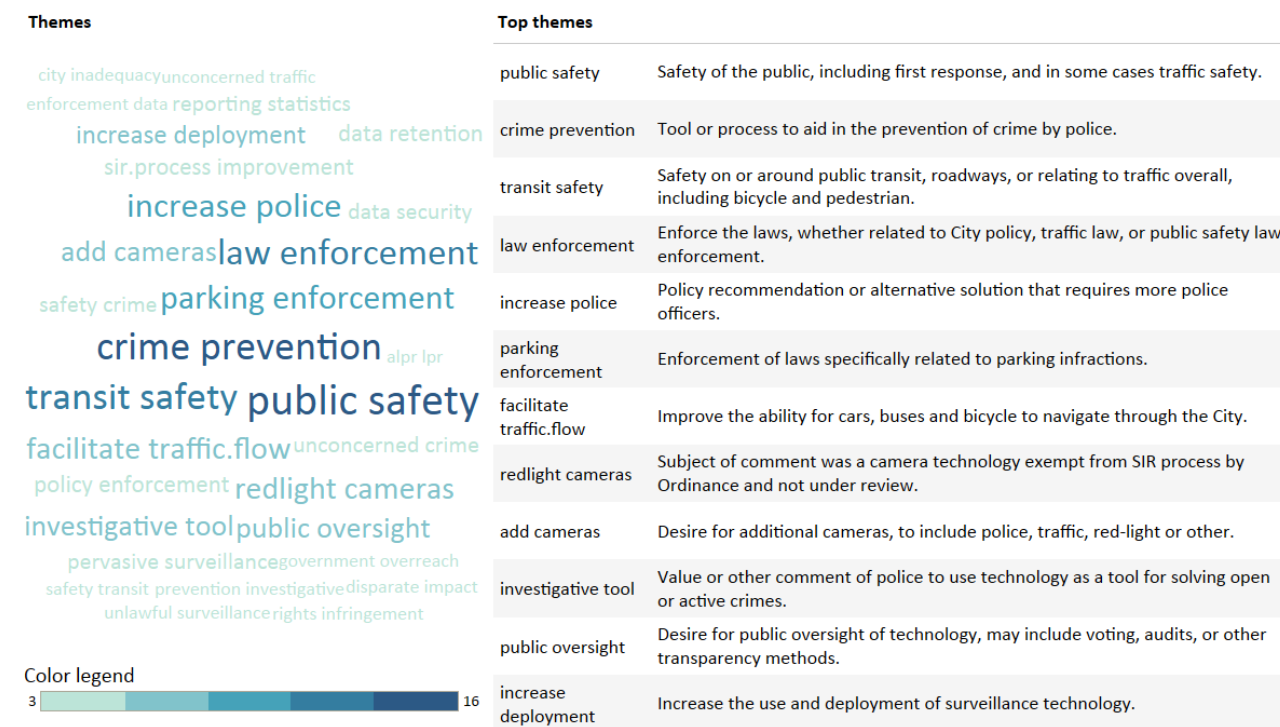 Themes
city inadequacy unconcerned traffic
enforcement data reporting statistics
increase deployment data retention
sir.process improvement
increase police data security
add cameras law enforcement
safety crime parking enforcement
crime prevention alpr lpr
transit safety public safety
facilitate traffic.flow unconcerned crime
policy enforcement redlight cameras
investigative tool public oversight
pervasive surveillance government overreach
safety transit prevention investigative disparate impact
unlawful surveillance rights infringement
Color legend
3 16
Top themes
public safety Safety of the public, including first response, and in some cases traffic safety.
crime prevention Tool or process to aid in the prevention of crime by police.
transit safety Safety on or around public transit, roadways, or relating to traffic overall,
including bicycle and pedestrian.
law enforcement Enforce the laws, whether related to City policy, traffic law, or public safety law
enforcement.
increase police Policy recommendation or alternative solution that requires more police
officers.
parking
enforcement Enforcement of laws specifically related to parking infractions.
facilitate
traffic.flow Improve the ability for cars, buses and bicycle to navigate through the City.
redlight cameras Subject of comment was a camera technology exempt from SIR process by
Ordinance and not under review.
add cameras Desire for additional cameras, to include police, traffic, red-light or other.
investigative tool Value or other comment of police to use technology as a tool for solving open
or active crimes.
public oversight Desire for public oversight of technology, may include voting, audits, or other
transparency methods.
increase
deployment Increase the use and deployment of surveillance technology.